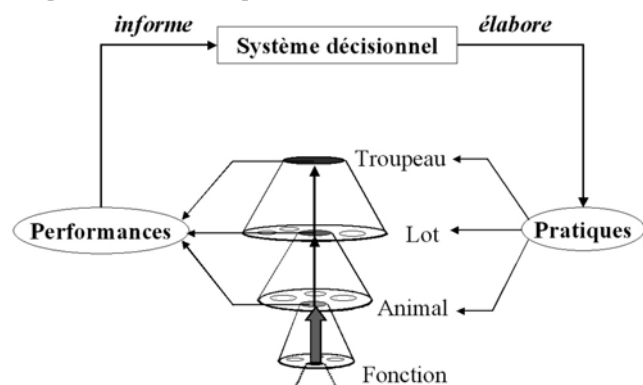 informe
Système décisionnel
élabore
Troupeau
Performances
Lot
Pratiques
Animal
Fonction